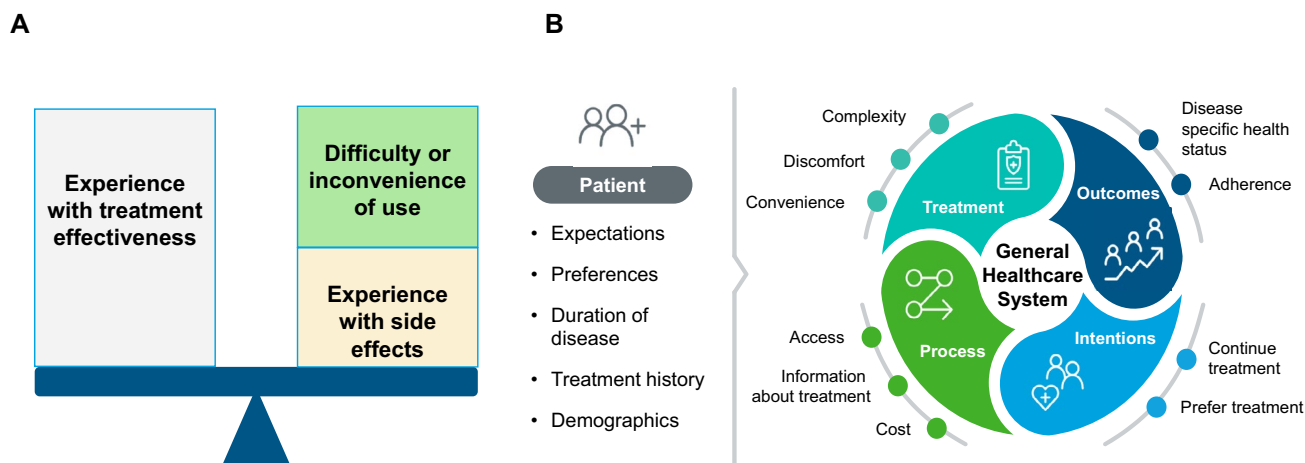 A
B
Experience
with treatment
effectiveness
Difficulty or
inconvenience
of use
Experience
with side
effects
Patient
• Expectations
• Preferences
• Duration of
disease
• Treatment history
• Demographics
Complexity
Discomfort
Convenience
Treatment
Disease
specific health
status
Adherence
Outcomes
General
Healthcare
System
Access
Information
about treatment
Cost
Process
Intentions
Continue
treatment
Prefer treatment